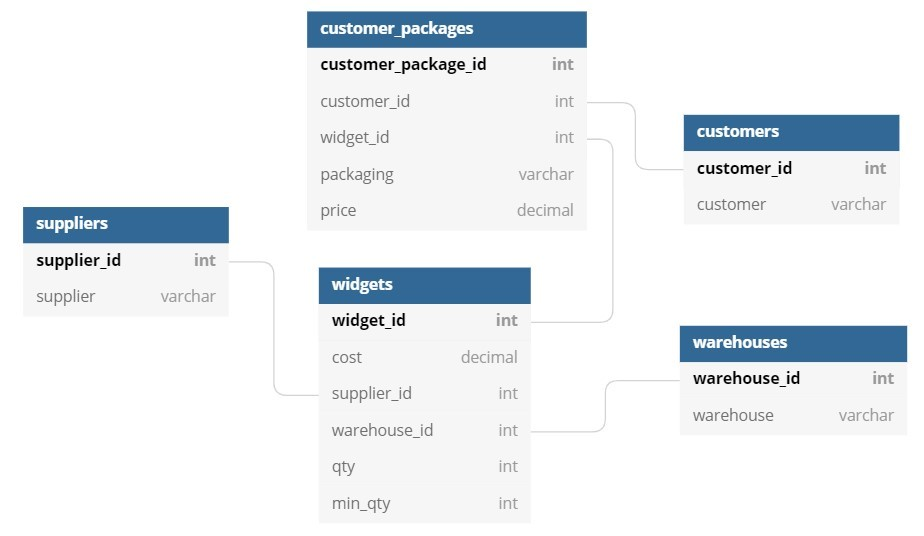 customer_packages
customer_package_id int
customer_id int
widget_id int
packaging varchar
price decimal
customers
customer_id int
customer varchar
suppliers
supplier_id int
supplier varchar
widgets
widget_id int
cost decimal
supplier_id int
warehouse_id int
qty int
min_qty int
warehouses
warehouse_id int
warehouse varchar